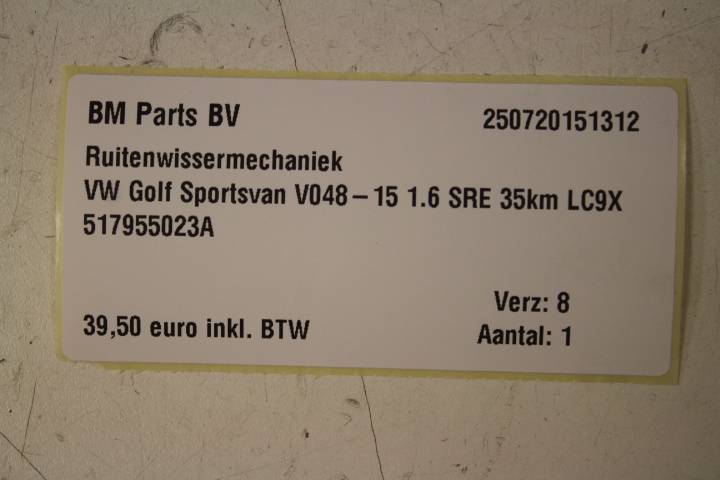 BM Parts BV 250720151312
Ruitenwissermechaniek
VW Golf Sportsvan V048-15 1.6 SRE 35km LC9X
517955023A
Verz: 8
39,50 euro inkl. BTW Aantal: 1